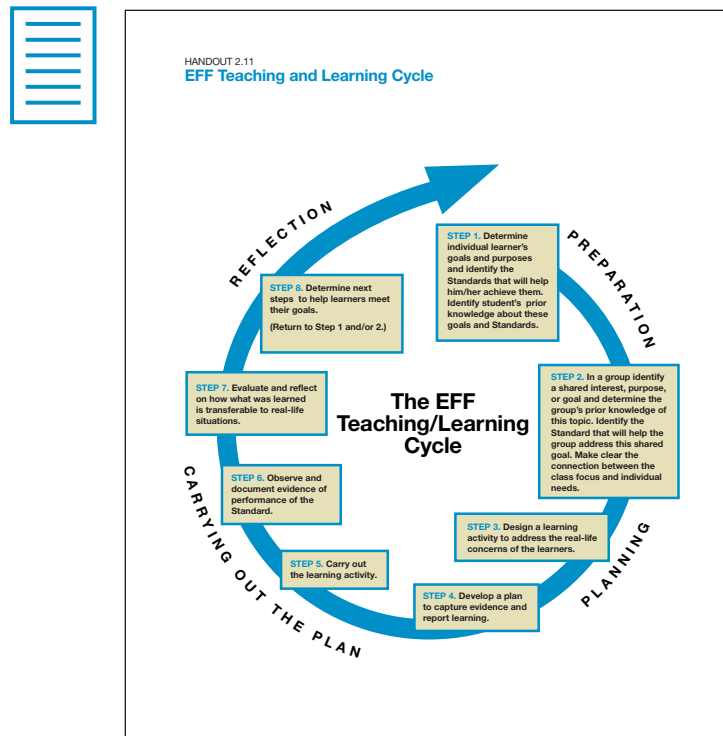 HANDOUT 2.11
EFF Teaching and Learning Cycle
REFLECTION
PREPARATION
STEP 1. Determine
individual learner's
goals and purposes
and identify the
Standards that will help
him/her achieve them.
Identify student's prior
knowledge about these
goals and Standards.
STEP 8. Determine next
steps to help learners meet
their goals.
(Return to Step 1 and/or 2.)
STEP 2. In a group identify
a shared interest, purpose,
or goal and determine the
group's prior knowledge of
this topic. Identify the
Standard that will help the
group address this shared
goal. Make clear the
connection between the
class focus and individual
needs.
STEP 7. Evaluate and reflect
on how what was learned
is transferable to real-life
situations.
The EFF
Teaching/Learning
Cycle
STEP 6. Observe and
document evidence of
performance of the
Standard.
STEP 3. Design a learning
activity to address the real-life
concerns of the learners.
PLANNING
STEP 5. Carry out
the learning activity.
STEP 4. Develop a plan
to capture evidence and
report learning.
CARRYING OUT THE PLAN